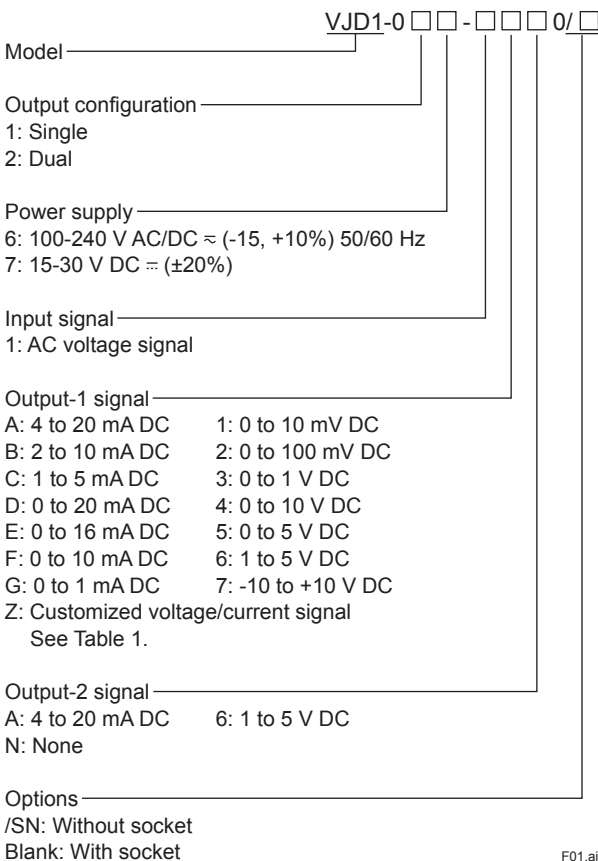 VJD1-0 □ □ - □ □ □ 0/ □
Model
Output configuration
1: Single
2: Dual
Power supply
6: 100-240 V AC/DC ≂ (-15, +10%) 50/60 Hz
7: 15-30 V DC ⎓ (±20%)
Input signal
1: AC voltage signal
Output-1 signal
A: 4 to 20 mA DC 1: 0 to 10 mV DC
B: 2 to 10 mA DC 2: 0 to 100 mV DC
C: 1 to 5 mA DC 3: 0 to 1 V DC
D: 0 to 20 mA DC 4: 0 to 10 V DC
E: 0 to 16 mA DC 5: 0 to 5 V DC
F: 0 to 10 mA DC 6: 1 to 5 V DC
G: 0 to 1 mA DC 7: -10 to +10 V DC
Z: Customized voltage/current signal
See Table 1.
Output-2 signal
A: 4 to 20 mA DC 6: 1 to 5 V DC
N: None
Options
/SN: Without socket
Blank: With socket
F01.ai